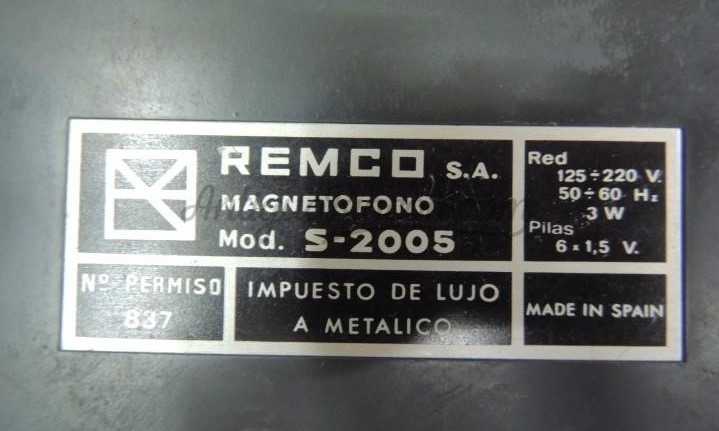 REMCO S.A.
MAGNETOFONO
Mod. S-2005
Red
125÷220 V.
50÷60 Hz
3 W
Pilas
6 x 1,5 V.
Nº PERMISO
837
IMPUESTO DE LUJO
A METALICO
MADE IN SPAIN